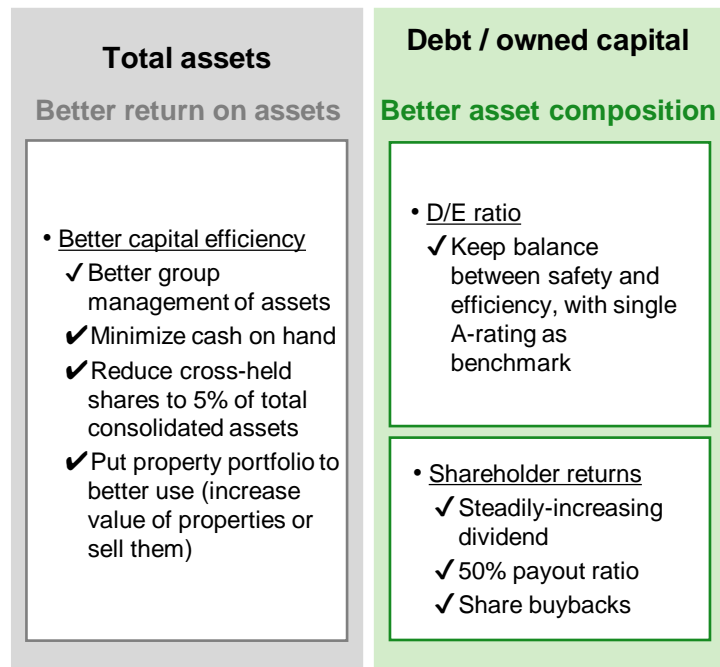 Total assets
Better return on assets
• Better capital efficiency
✓Better group
management of assets
✔Minimize cash on hand
✔Reduce cross-held
shares to 5% of total
consolidated assets
✔Put property portfolio to
better use (increase
value of properties or
sell them)
Debt / owned capital
Better asset composition
• D/E ratio
✓Keep balance
between safety and
efficiency, with single
A-rating as
benchmark
• Shareholder returns
✓Steadily-increasing
dividend
✓50% payout ratio
✓Share buybacks